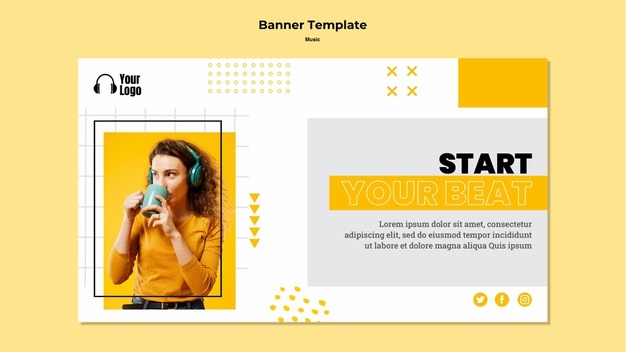 Banner Template
Music
Your
Logo
START
YOUR BEAT
Lorem ipsum dolor sit amet, consectetur
adipiscing elit, sed do eiusmod tempor incididunt
ut labore et dolore magna aliqua Quis ipsum